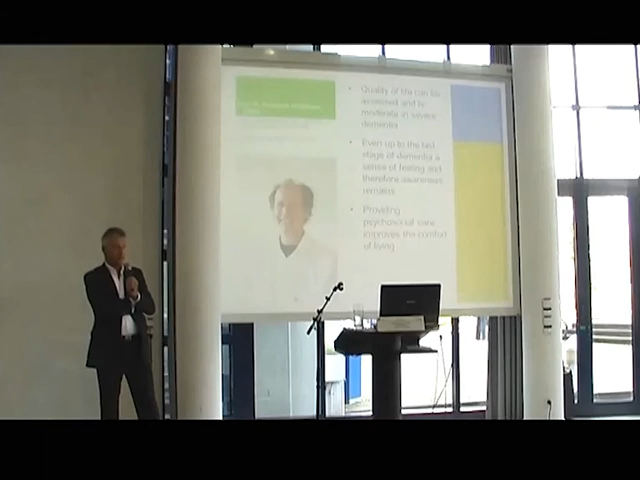 • Quality of life can be
assessed and is
moderate in severe
dementia
• Even up to the last
stage of dementia a
sense of feeling and
therefore awareness
remains
• Providing
psychosocial care
improves the comfort
of living